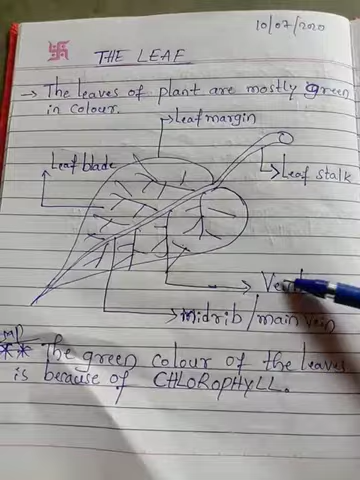 10/07/2020
THE LEAF
→ The leaves of plant are mostly green
in colour.
Leaf margin
Leaf blade
Leaf stalk
Midrib/main vein
** The green colour of the leaves
is because of CHLOROPHYLL.